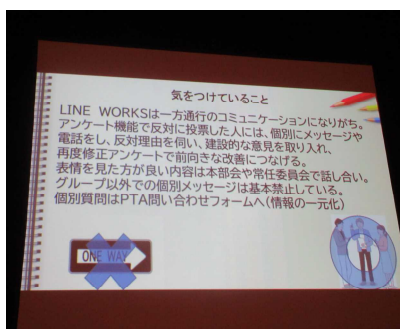 気をつけていること
LINE WORKSは一方通行のコミュニケーションになりがち。
アンケート機能で反対に投票した人には、個別にメッセージや
電話をし、反対理由を伺い、建設的な意見を取り入れ、
再度修正アンケートで前向きな改善につなげる。
表情を見た方が良い内容は本部会や常任委員会で話し合い。
グループ以外での個別メッセージは基本禁止している。
個別質問はPTA問い合わせフォームへ(情報の一元化)
ONE WAY